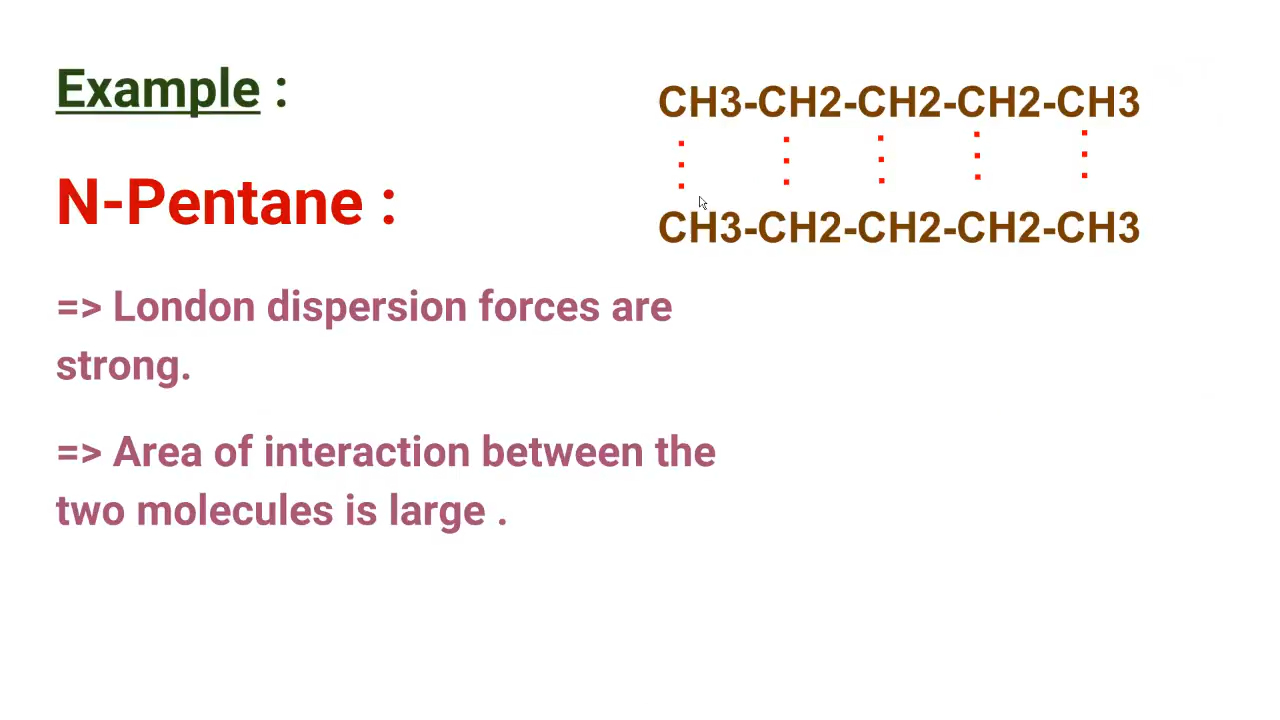 Example :
N-Pentane :
=> London dispersion forces are
strong.
=> Area of interaction between the
two molecules is large .
CH3-CH2-CH2-CH2-CH3
CH3-CH2-CH2-CH2-CH3